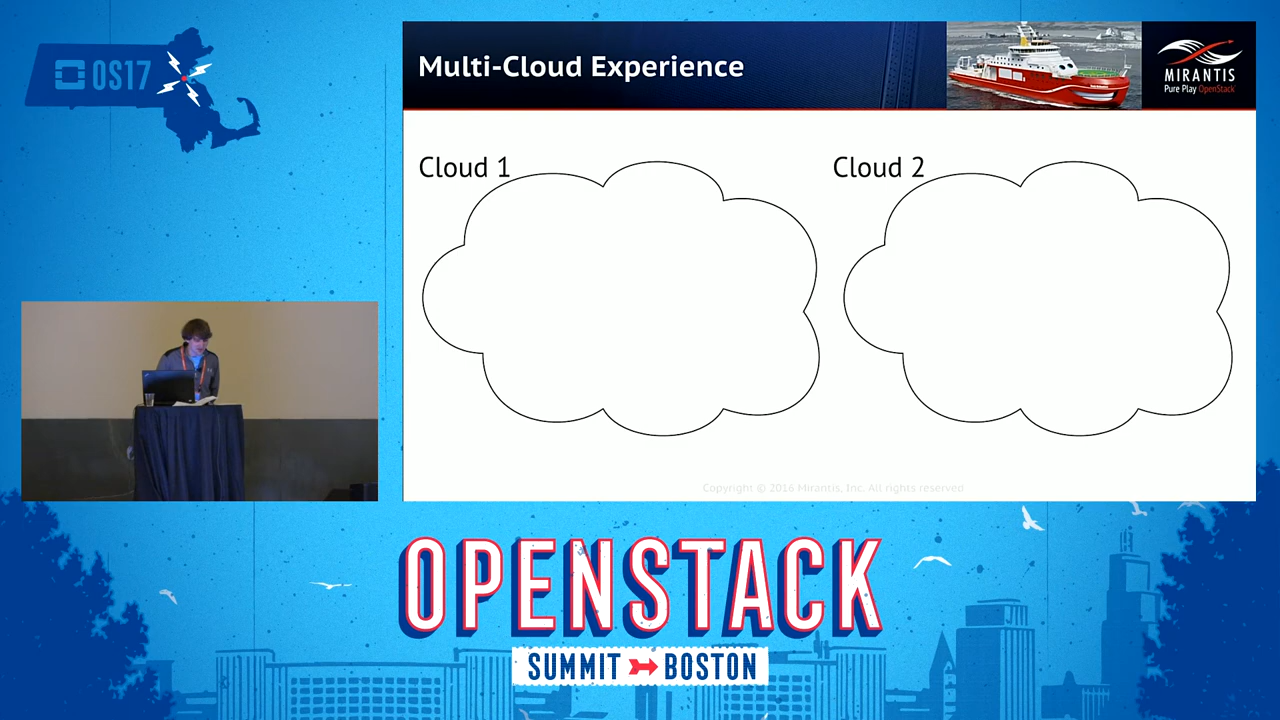 OS17
Multi-Cloud Experience
MIRANTIS
Pure Play OpenStack
Cloud 1
Cloud 2
Copyright © 2016 Mirantis, Inc. All rights reserved
OPENSTACK
SUMMIT BOSTON